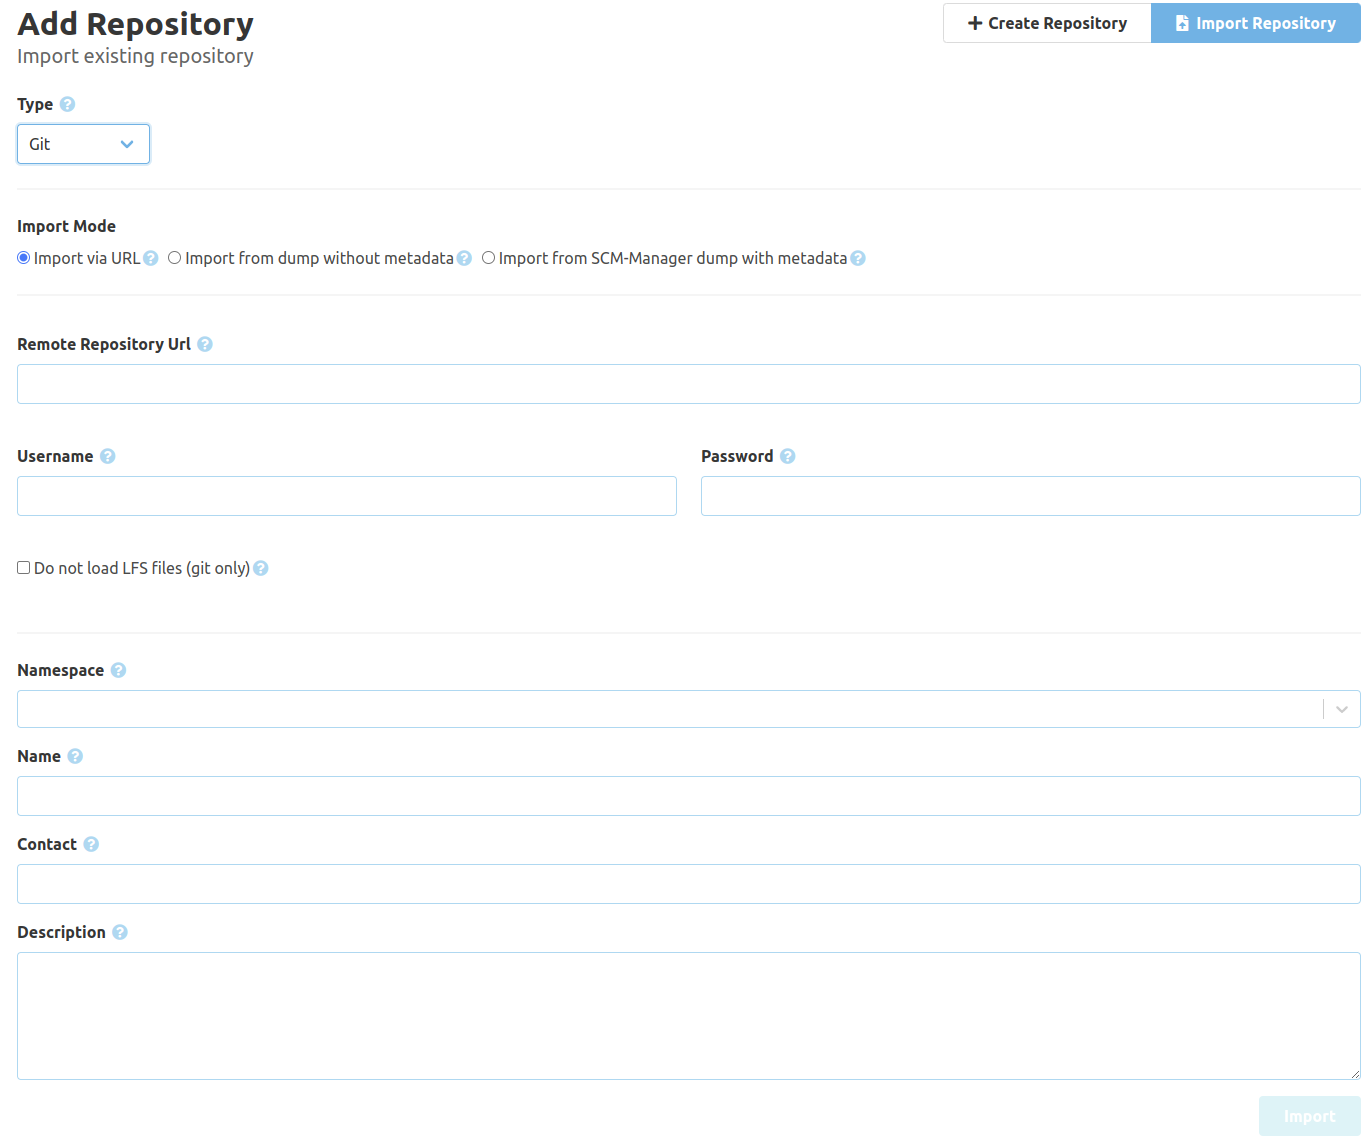 Add Repository
Create Repository
Import Repository
Import existing repository
Type
Git
Import Mode
Import via URL Import from dump without metadata Import from SCM-Manager dump with metadata
Remote Repository Url
Username
Password
Do not load LFS files (git only)
Namespace
Name
Contact
Description
Import